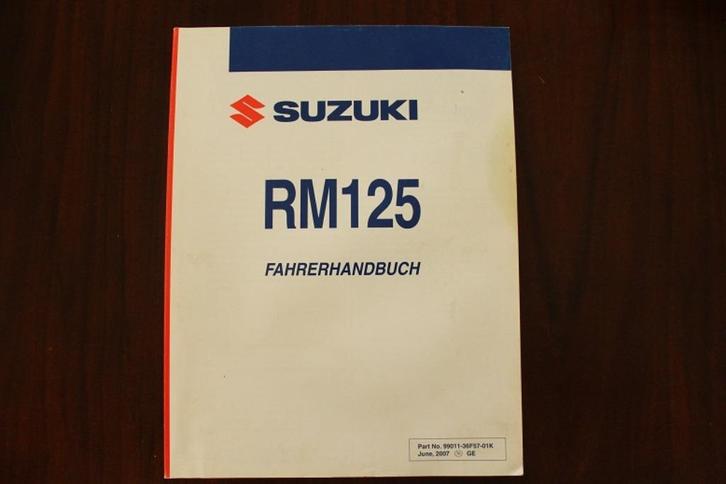 SUZUKI
RM125
FAHRERHANDBUCH
Part No. 99011-36F57-01K
June, 2007 GE